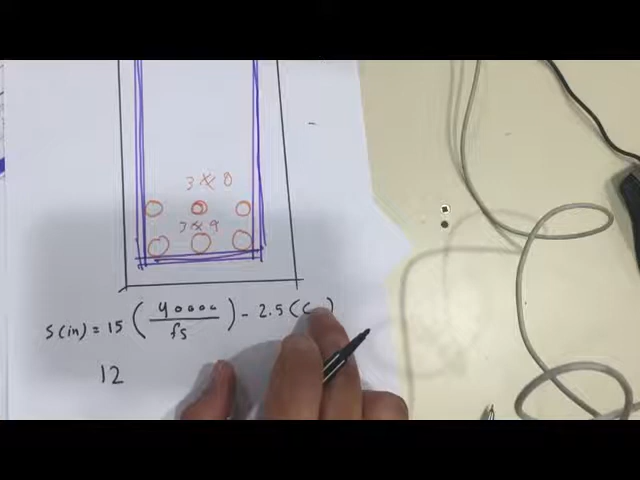 3 # 8
3 # 9
S(in) = 15 ( 40000 / fs ) - 2.5 (C )
12